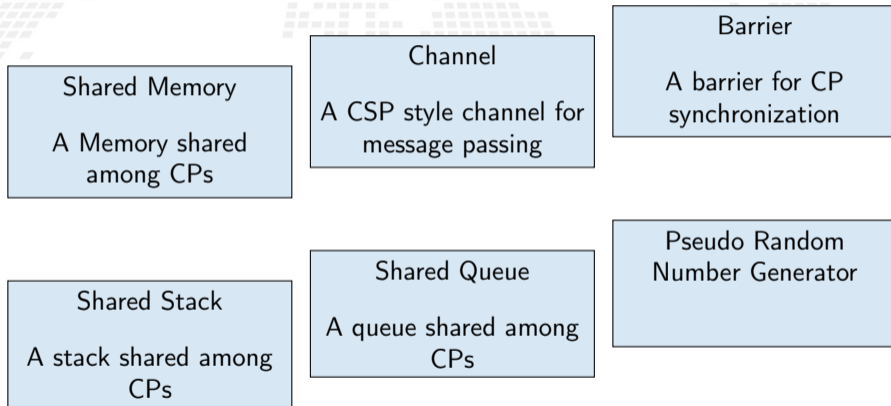 Shared Memory
A Memory shared
among CPs
Channel
A CSP style channel for
message passing
Barrier
A barrier for CP
synchronization
Shared Stack
A stack shared among
CPs
Shared Queue
A queue shared among
CPs
Pseudo Random
Number Generator